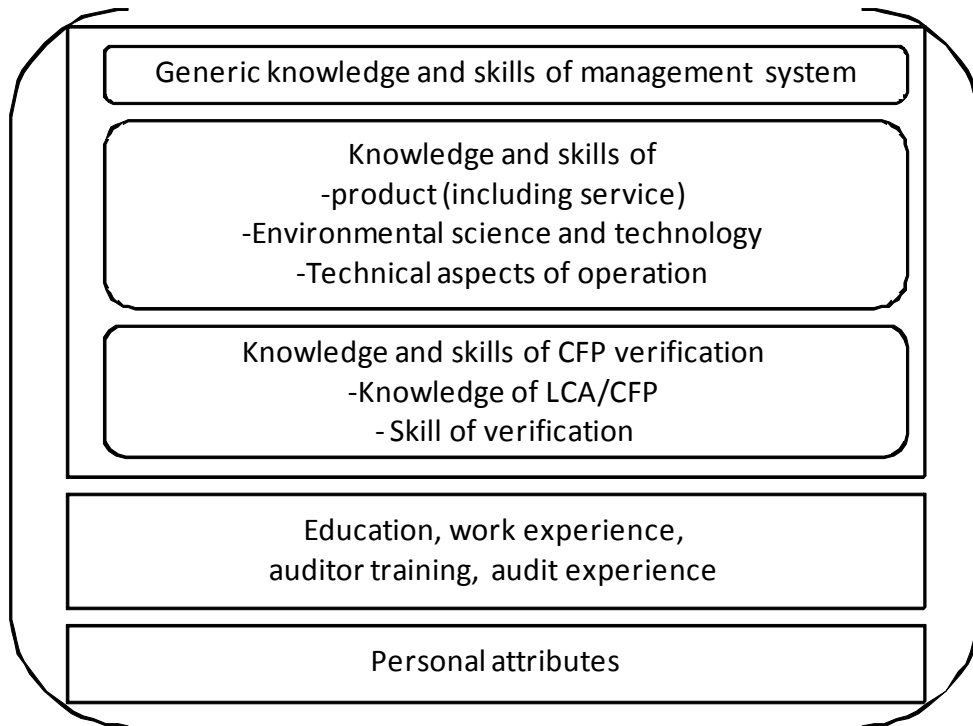 Generic knowledge and skills of management system
Knowledge and skills of
-product (including service)
-Environmental science and technology
-Technical aspects of operation
Knowledge and skills of CFP verification
-Knowledge of LCA/CFP
- Skill of verification
Education, work experience,
auditor training, audit experience
Personal attributes